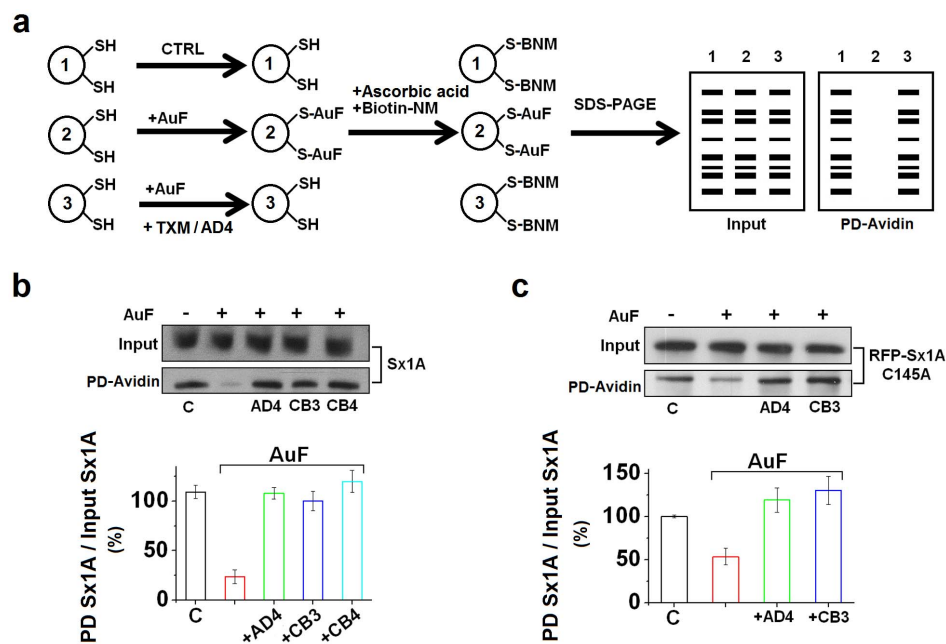 a
SH CTRL SH S-BNM
1 1 1
SH SH S-BNM
+Ascorbic acid
+Biotin-NM
SH +AuF S-AuF S-AuF SDS-PAGE
2 2 2
SH S-AuF S-AuF
SH +AuF SH S-BNM
3 3 3
SH + TXM / AD4 SH S-BNM
1 2 3 1 2 3
Input PD-Avidin
b
AuF - + + + +
Input
PD-Avidin
Sx1A
C AD4 CB3 CB4
PD Sx1A / Input Sx1A
(%)
AuF
100
50
0
C +AD4 +CB3 +CB4
c
AuF - + + +
Input
PD-Avidin
RFP-Sx1A
C145A
C AD4 CB3
PD Sx1A / Input Sx1A
(%)
AuF
150
100
50
0
C +AD4 +CB3